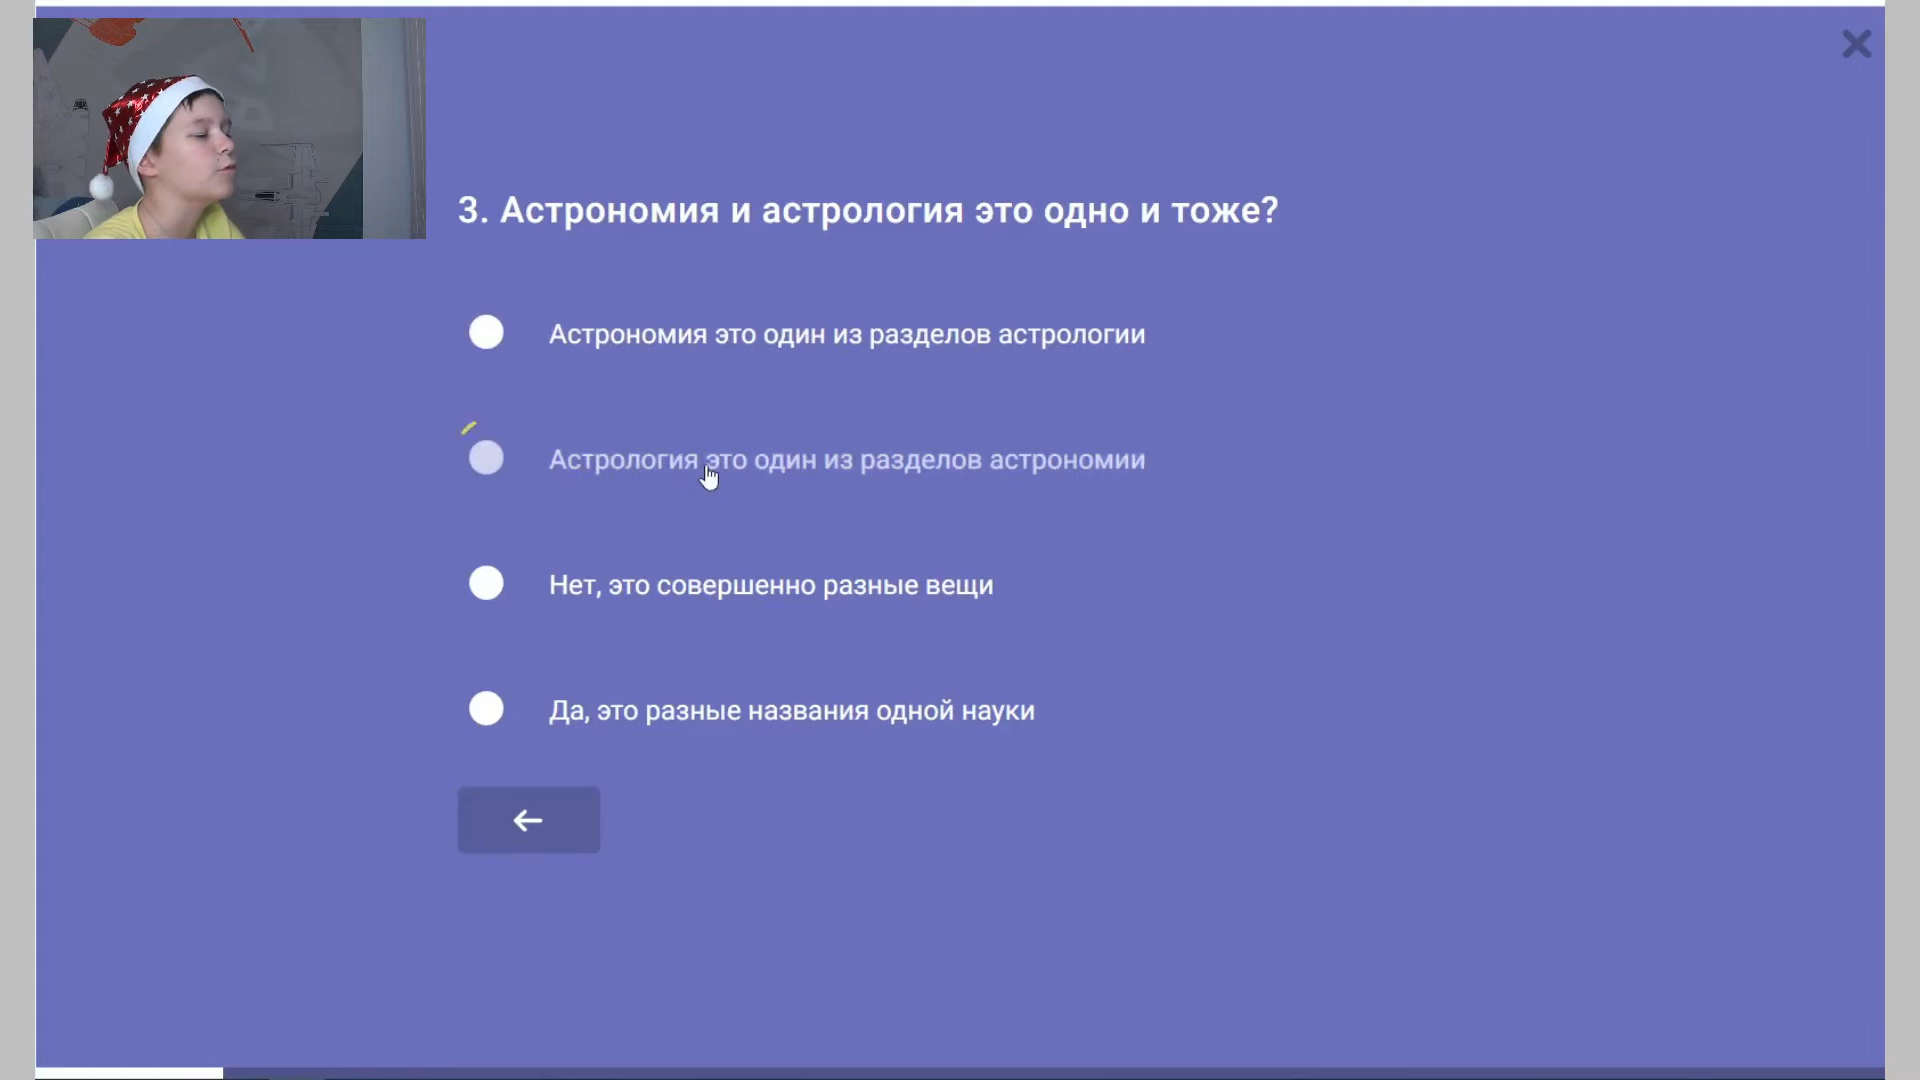 3. Астрономия и астрология это одно и тоже?
Астрономия это один из разделов астрологии
Астрология это один из разделов астрономии
Нет, это совершенно разные вещи
Да, это разные названия одной науки